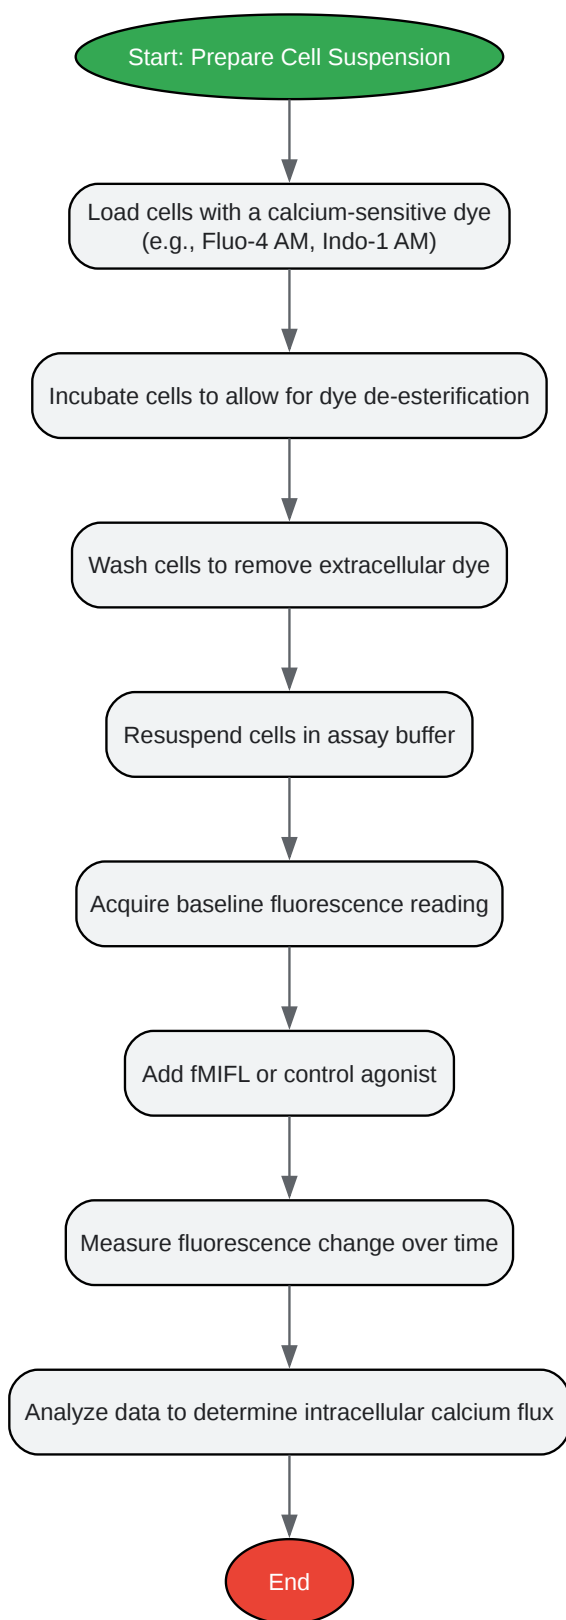 Start: Prepare Cell Suspension
Load cells with a calcium-sensitive dye
(e.g., Fluo-4 AM, Indo-1 AM)
Incubate cells to allow for dye de-esterification
Wash cells to remove extracellular dye
Resuspend cells in assay buffer
Acquire baseline fluorescence reading
Add fMIFL or control agonist
Measure fluorescence change over time
Analyze data to determine intracellular calcium flux
End